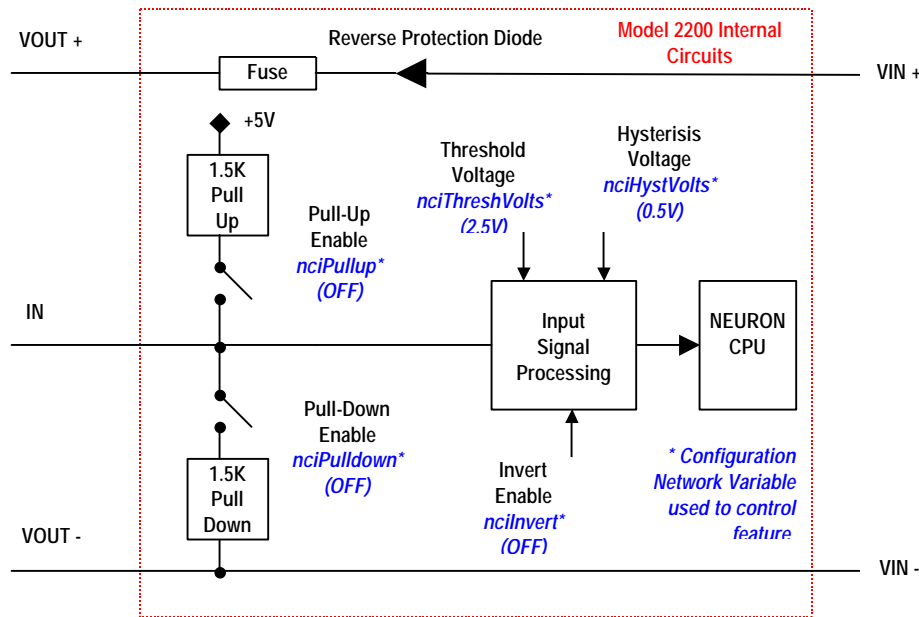 VOUT +
Reverse Protection Diode
Model 2200 Internal
Circuits
VIN +
Fuse
+5V
1.5K
Pull
Up
Pull-Up
Enable
nciPullup*
(OFF)
Threshold
Voltage
nciThreshVolts*
(2.5V)
Hysterisis
Voltage
nciHystVolts*
(0.5V)
IN
Input
Signal
Processing
NEURON
CPU
Pull-Down
Enable
nciPulldown*
(OFF)
1.5K
Pull
Down
Invert
Enable
nciInvert*
(OFF)
* Configuration
Network Variable
used to control
feature.
VOUT -
VIN -